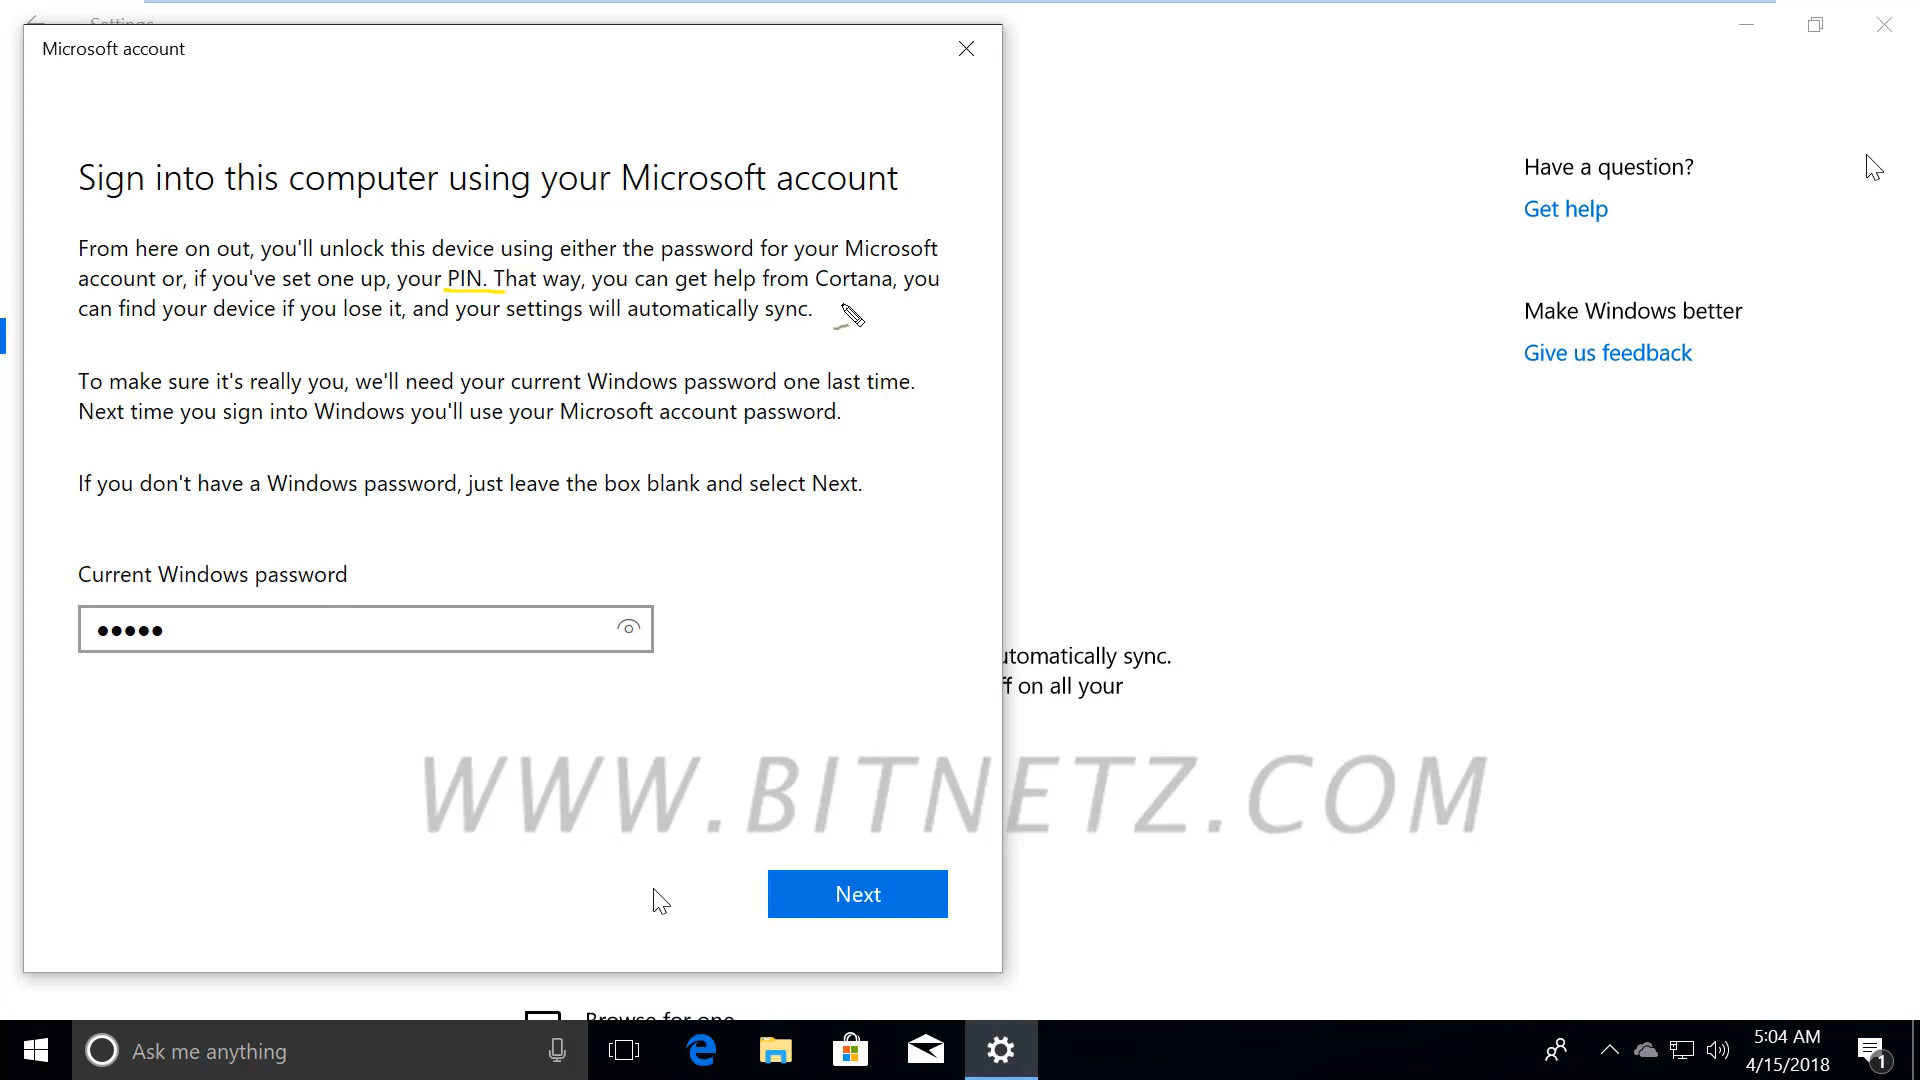 Settings
Microsoft account
Sign into this computer using your Microsoft account
From here on out, you'll unlock this device using either the password for your Microsoft
account or, if you've set one up, your PIN. That way, you can get help from Cortana, you
can find your device if you lose it, and your settings will automatically sync.
To make sure it's really you, we'll need your current Windows password one last time.
Next time you sign into Windows you'll use your Microsoft account password.
If you don't have a Windows password, just leave the box blank and select Next.
Current Windows password
Next
Have a question?
Get help
Make Windows better
Give us feedback
utomatically sync.
ff on all your
WWW.BITNETZ.COM
Browse for one
Ask me anything
5:04 AM
4/15/2018
1